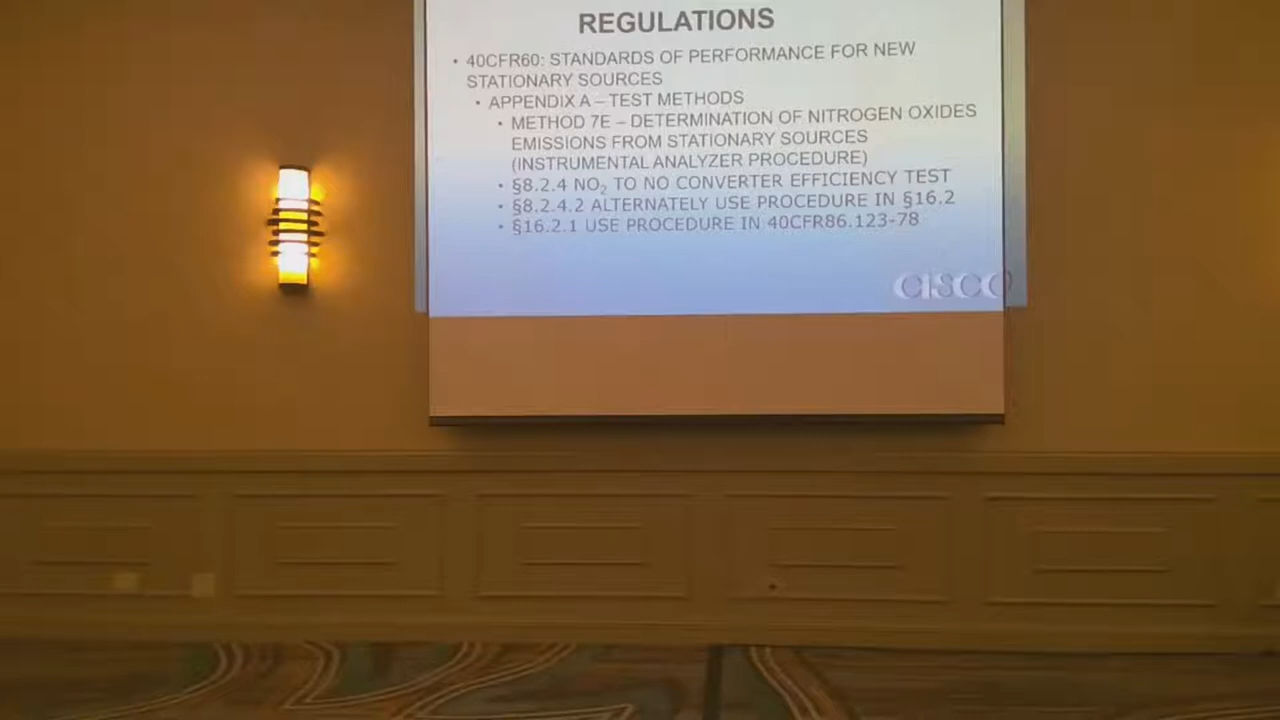 REGULATIONS
• 40CFR60: STANDARDS OF PERFORMANCE FOR NEW
STATIONARY SOURCES
• APPENDIX A – TEST METHODS
• METHOD 7E – DETERMINATION OF NITROGEN OXIDES
EMISSIONS FROM STATIONARY SOURCES
(INSTRUMENTAL ANALYZER PROCEDURE)
• §8.2.4 NO₂ TO NO CONVERTER EFFICIENCY TEST
• §8.2.4.2 ALTERNATELY USE PROCEDURE IN §16.2
• §16.2.1 USE PROCEDURE IN 40CFR86.123-78
CISCO